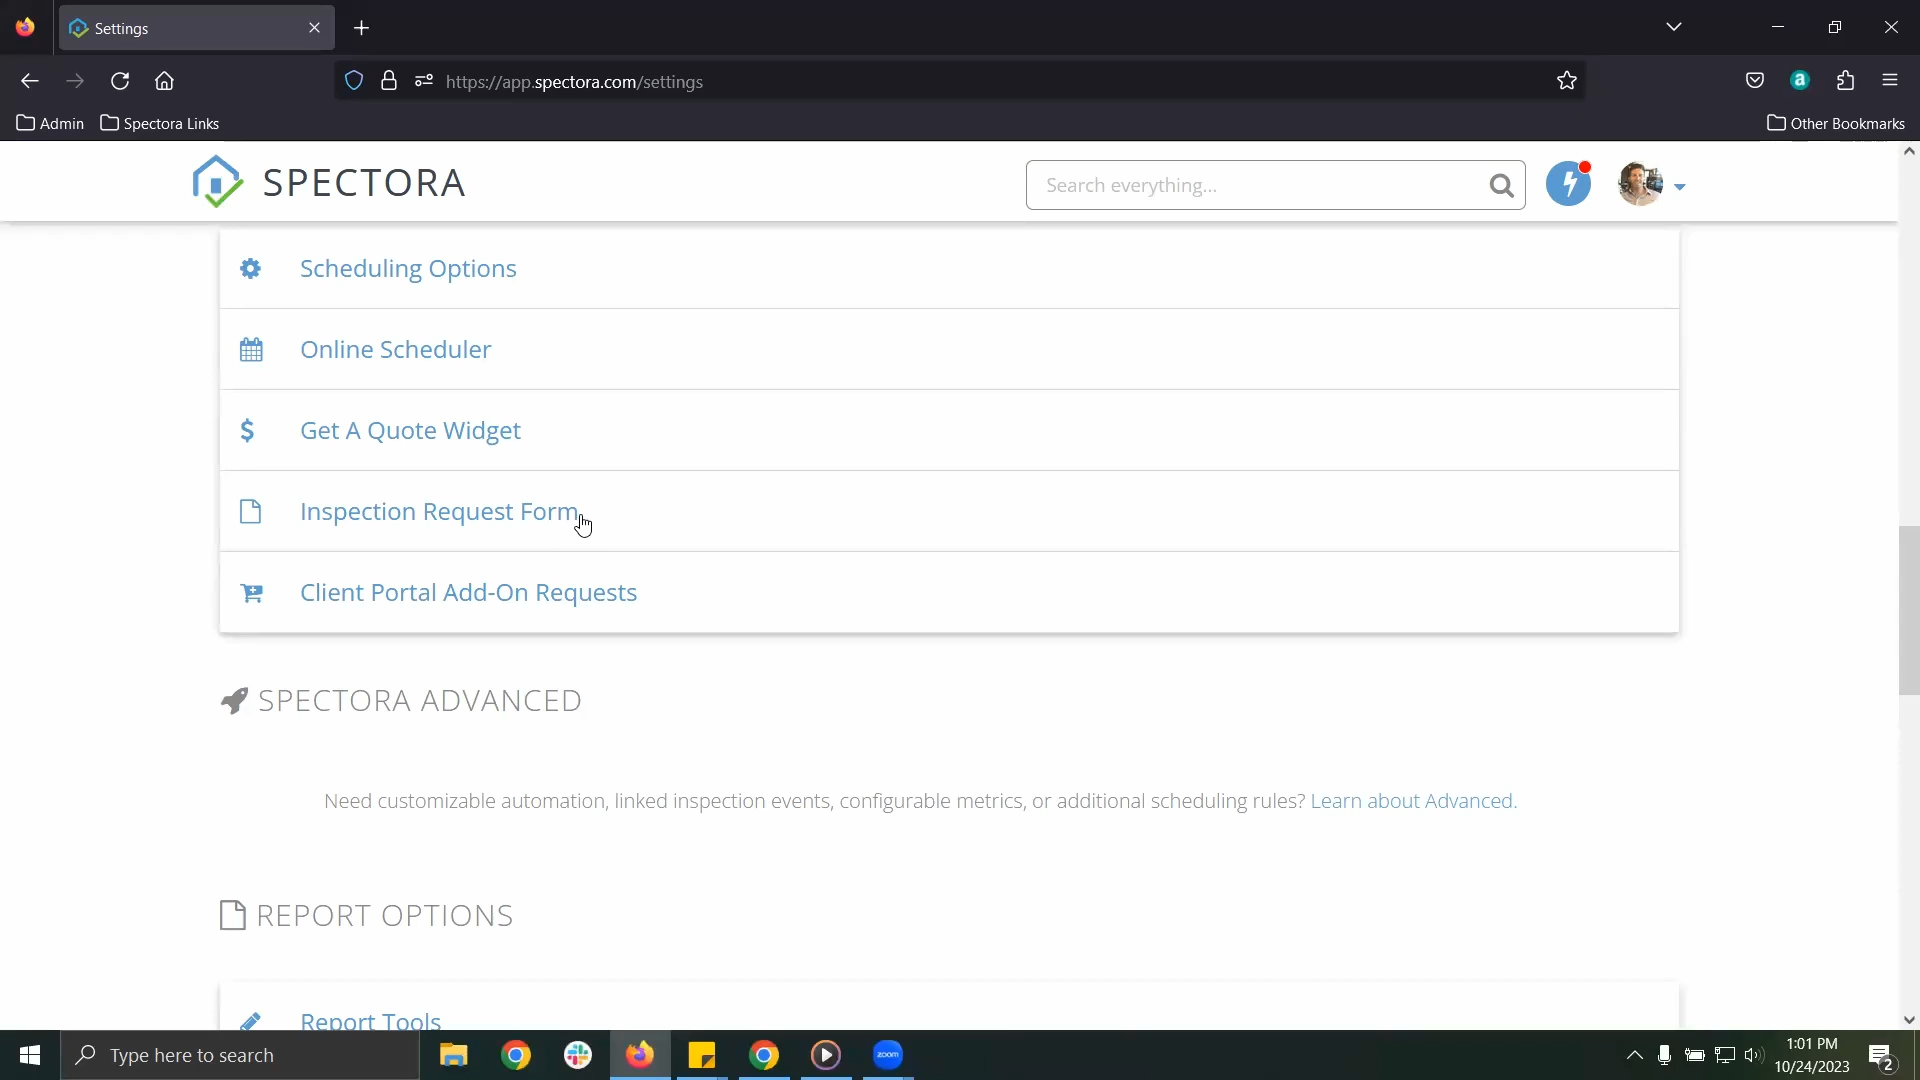 Settings
https://app.spectora.com/settings
Admin
Spectora Links
Other Bookmarks
SPECTORA
Search everything...
a
Scheduling Options
Online Scheduler
Get A Quote Widget
Inspection Request Form
Client Portal Add-On Requests
SPECTORA ADVANCED
Need customizable automation, linked inspection events, configurable metrics, or additional scheduling rules? Learn about Advanced.
REPORT OPTIONS
Report Tools
Type here to search
zoom
1:01 PM
10/24/2023
2